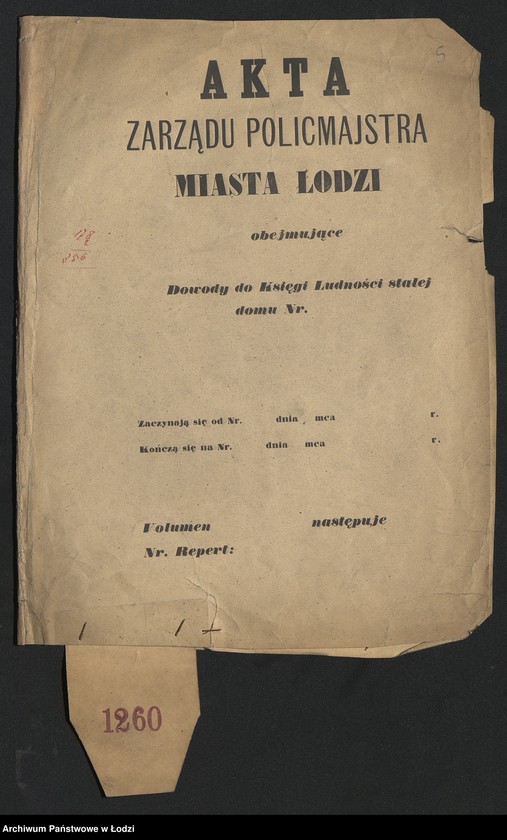 AKTA
ZARZĄDU POLICMAJSTRA
MIASTA ŁODZI
obejmujące
Dowody do Księgi Ludności stałej
domu Nr.
Zaczynają się od Nr. dnia mca r.
Kończą się na Nr. dnia mca r.
Volumen następuje
Nr. Repert:
1260
Archiwum Państwowe w Łodzi